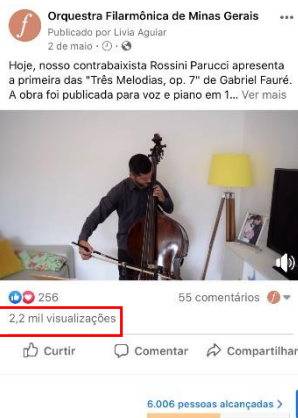 Orquestra Filarmônica de Minas Gerais
Publicado por Livia Aguiar
2 de maio ·
Hoje, nosso contrabaixista Rossini Parucci apresenta
a primeira das "Três Melodias, op. 7" de Gabriel Fauré.
A obra foi publicada para voz e piano em 1... Ver mais
256
55 comentários
2,2 mil visualizações
Curtir Comentar Compartilhar
6.006 pessoas alcançadas >